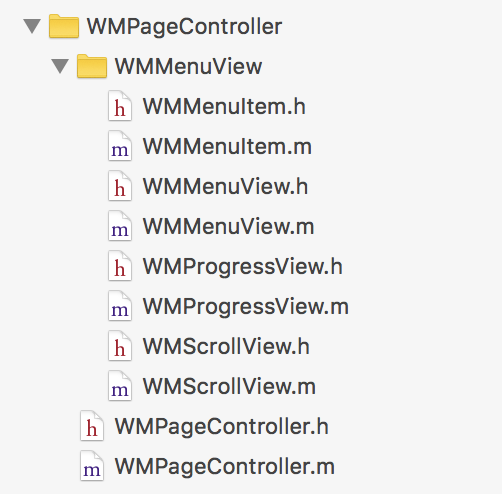 WMPageController
WMMenuView
h WMMenuItem.h
m WMMenuItem.m
h WMMenuView.h
m WMMenuView.m
h WMProgressView.h
m WMProgressView.m
h WMScrollView.h
m WMScrollView.m
h WMPageController.h
m WMPageController.m